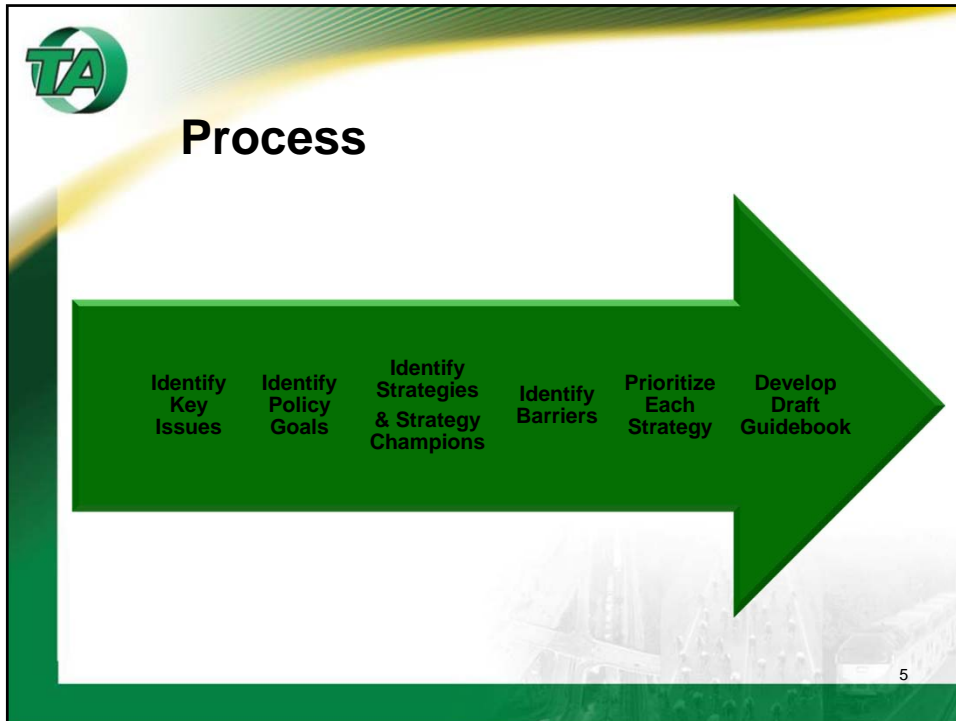 TA
Process
Identify
Key
Issues
Identify
Policy
Goals
Identify
Strategies
& Strategy
Champions
Identify
Barriers
Prioritize
Each
Strategy
Develop
Draft
Guidebook
5